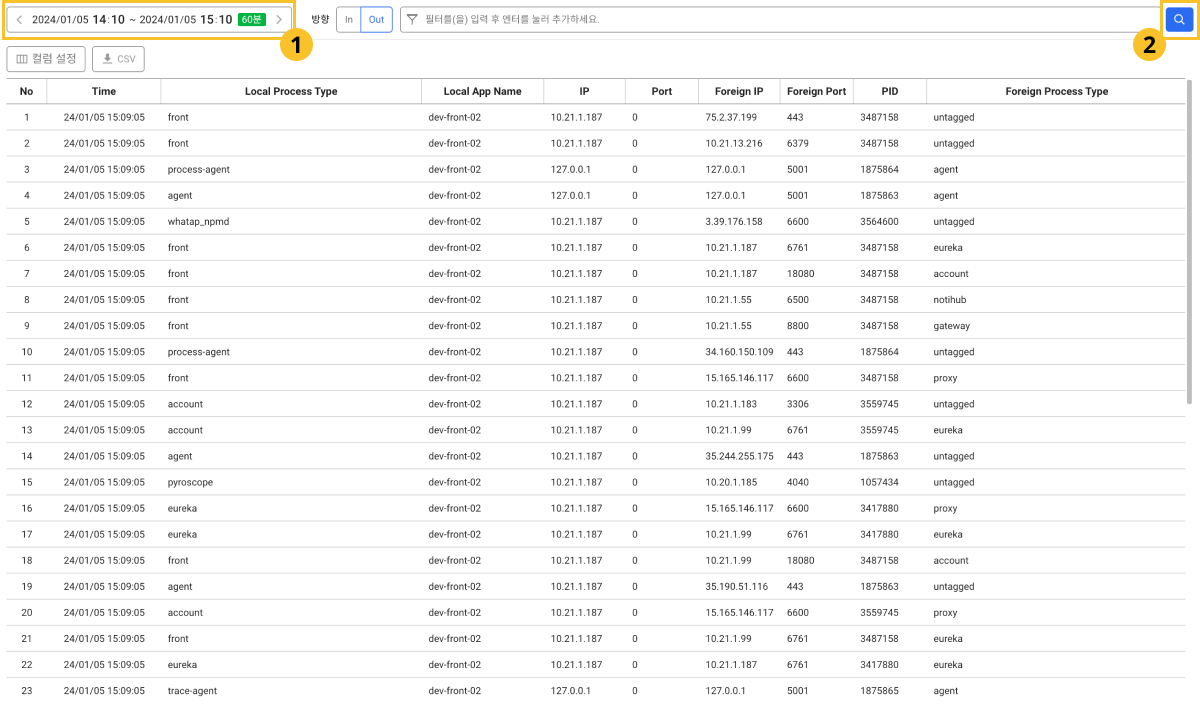 2024/01/05 14:10 ~ 2024/01/05 15:10 60분 방향 In Out 필터를(을) 입력 후 엔터를 눌러 추가하세요.
1 2
컬럼 설정 CSV
No Time Local Process Type Local App Name IP Port Foreign IP Foreign Port PID Foreign Process Type
1 24/01/05 15:09:05 front dev-front-02 10.21.1.187 0 75.2.37.199 443 3487158 untagged
2 24/01/05 15:09:05 front dev-front-02 10.21.1.187 0 10.21.13.216 6379 3487158 untagged
3 24/01/05 15:09:05 process-agent dev-front-02 127.0.0.1 0 127.0.0.1 5001 1875864 agent
4 24/01/05 15:09:05 agent dev-front-02 127.0.0.1 0 127.0.0.1 5001 1875863 agent
5 24/01/05 15:09:05 whatap_npmd dev-front-02 10.21.1.187 0 3.39.176.158 6600 3564600 untagged
6 24/01/05 15:09:05 front dev-front-02 10.21.1.187 0 10.21.1.187 6761 3487158 eureka
7 24/01/05 15:09:05 front dev-front-02 10.21.1.187 0 10.21.1.187 18080 3487158 account
8 24/01/05 15:09:05 front dev-front-02 10.21.1.187 0 10.21.1.55 6500 3487158 notihub
9 24/01/05 15:09:05 front dev-front-02 10.21.1.187 0 10.21.1.55 8800 3487158 gateway
10 24/01/05 15:09:05 process-agent dev-front-02 10.21.1.187 0 34.160.150.109 443 1875864 untagged
11 24/01/05 15:09:05 front dev-front-02 10.21.1.187 0 15.165.146.117 6600 3487158 proxy
12 24/01/05 15:09:05 account dev-front-02 10.21.1.187 0 10.21.1.183 3306 3559745 untagged
13 24/01/05 15:09:05 account dev-front-02 10.21.1.187 0 10.21.1.99 6761 3559745 eureka
14 24/01/05 15:09:05 agent dev-front-02 10.21.1.187 0 35.244.255.175 443 1875863 untagged
15 24/01/05 15:09:05 pyroscope dev-front-02 10.21.1.187 0 10.20.1.185 4040 1057434 untagged
16 24/01/05 15:09:05 eureka dev-front-02 10.21.1.187 0 15.165.146.117 6600 3417880 proxy
17 24/01/05 15:09:05 eureka dev-front-02 10.21.1.187 0 10.21.1.99 6761 3417880 eureka
18 24/01/05 15:09:05 front dev-front-02 10.21.1.187 0 10.21.1.99 18080 3487158 account
19 24/01/05 15:09:05 agent dev-front-02 10.21.1.187 0 35.190.51.116 443 1875863 untagged
20 24/01/05 15:09:05 account dev-front-02 10.21.1.187 0 15.165.146.117 6600 3559745 proxy
21 24/01/05 15:09:05 front dev-front-02 10.21.1.187 0 10.21.1.99 6761 3487158 eureka
22 24/01/05 15:09:05 eureka dev-front-02 10.21.1.187 0 10.21.1.187 6761 3417880 eureka
23 24/01/05 15:09:05 trace-agent dev-front-02 127.0.0.1 0 127.0.0.1 5001 1875865 agent